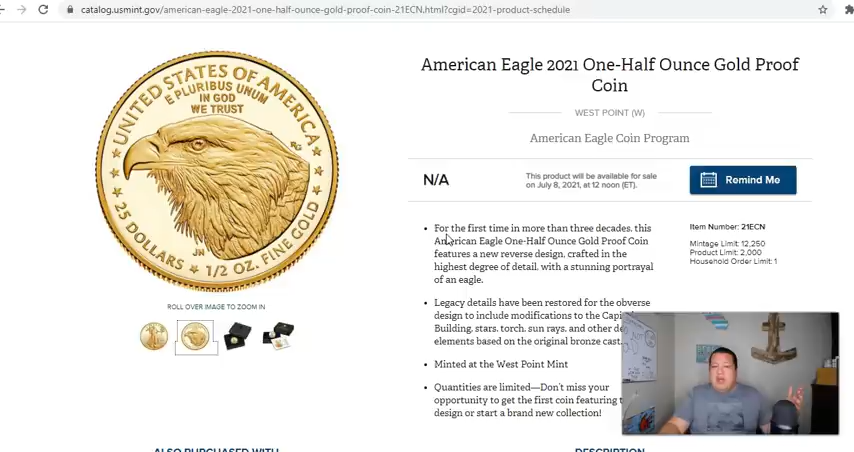 catalog.usmint.gov/american-eagle-2021-one-half-ounce-gold-proof-coin-21ECN.html?cgid=2021-product-schedule
UNITED STATES OF AMERICA
E PLURIBUS UNUM
IN GOD
WE TRUST
RG
JN
25 DOLLARS ★ 1/2 OZ. FINE GOLD
ROLL OVER IMAGE TO ZOOM IN
American Eagle 2021 One-Half Ounce Gold Proof
Coin
WEST POINT (W)
American Eagle Coin Program
N/A
This product will be available for sale
on July 8, 2021, at 12 noon (ET).
Remind Me
• For the first time in more than three decades, this
American Eagle One-Half Ounce Gold Proof Coin
features a new reverse design, crafted in the
highest degree of detail, with a stunning portrayal
of an eagle.
• Legacy details have been restored for the obverse
design to include modifications to the Capi
Building, stars, torch, sun rays, and other de
elements based on the original bronze cast.
• Minted at the West Point Mint
• Quantities are limited—Don't miss your
opportunity to get the first coin featuring t
design or start a brand new collection!
Item Number: 21ECN
Mintage Limit: 12,250
Product Limit: 2,000
Household Order Limit: 1
ALSO PURCHASED WITH
DESCRIPTION